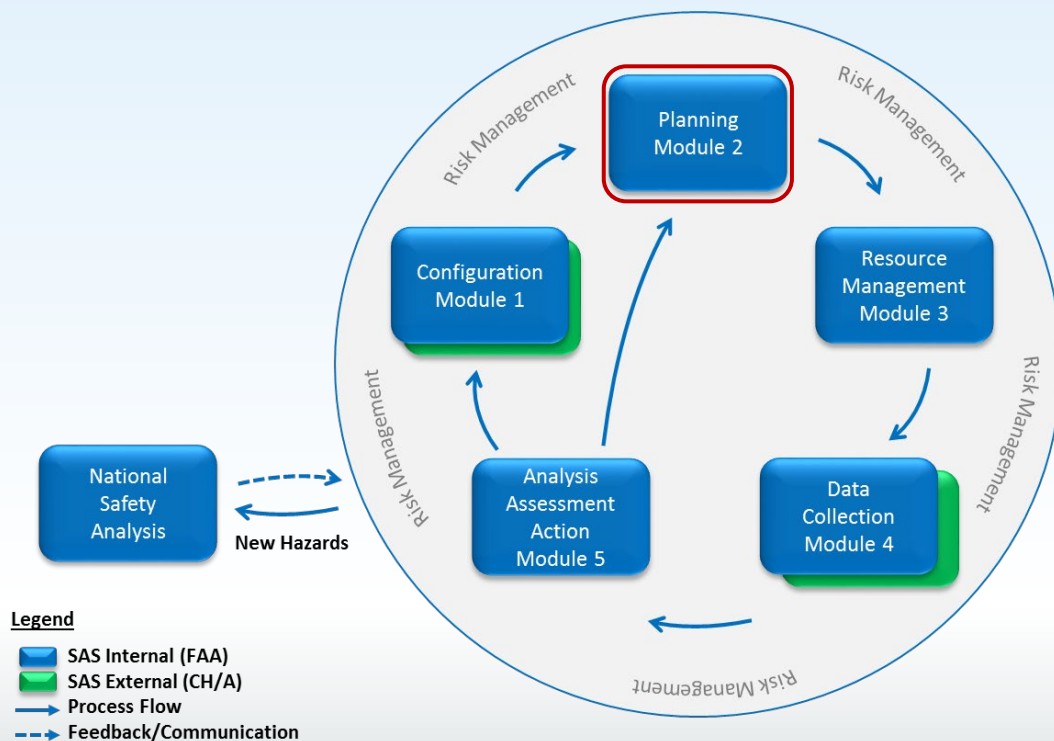 Risk Management
Risk Management
Planning
Module 2
Configuration
Module 1
Resource
Management
Module 3
Risk Management
Risk Management
National
Safety
Analysis
New Hazards
Analysis
Assessment
Action
Module 5
Data
Collection
Module 4
Risk Management
Legend
SAS Internal (FAA)
SAS External (CH/A)
Process Flow
Feedback/Communication